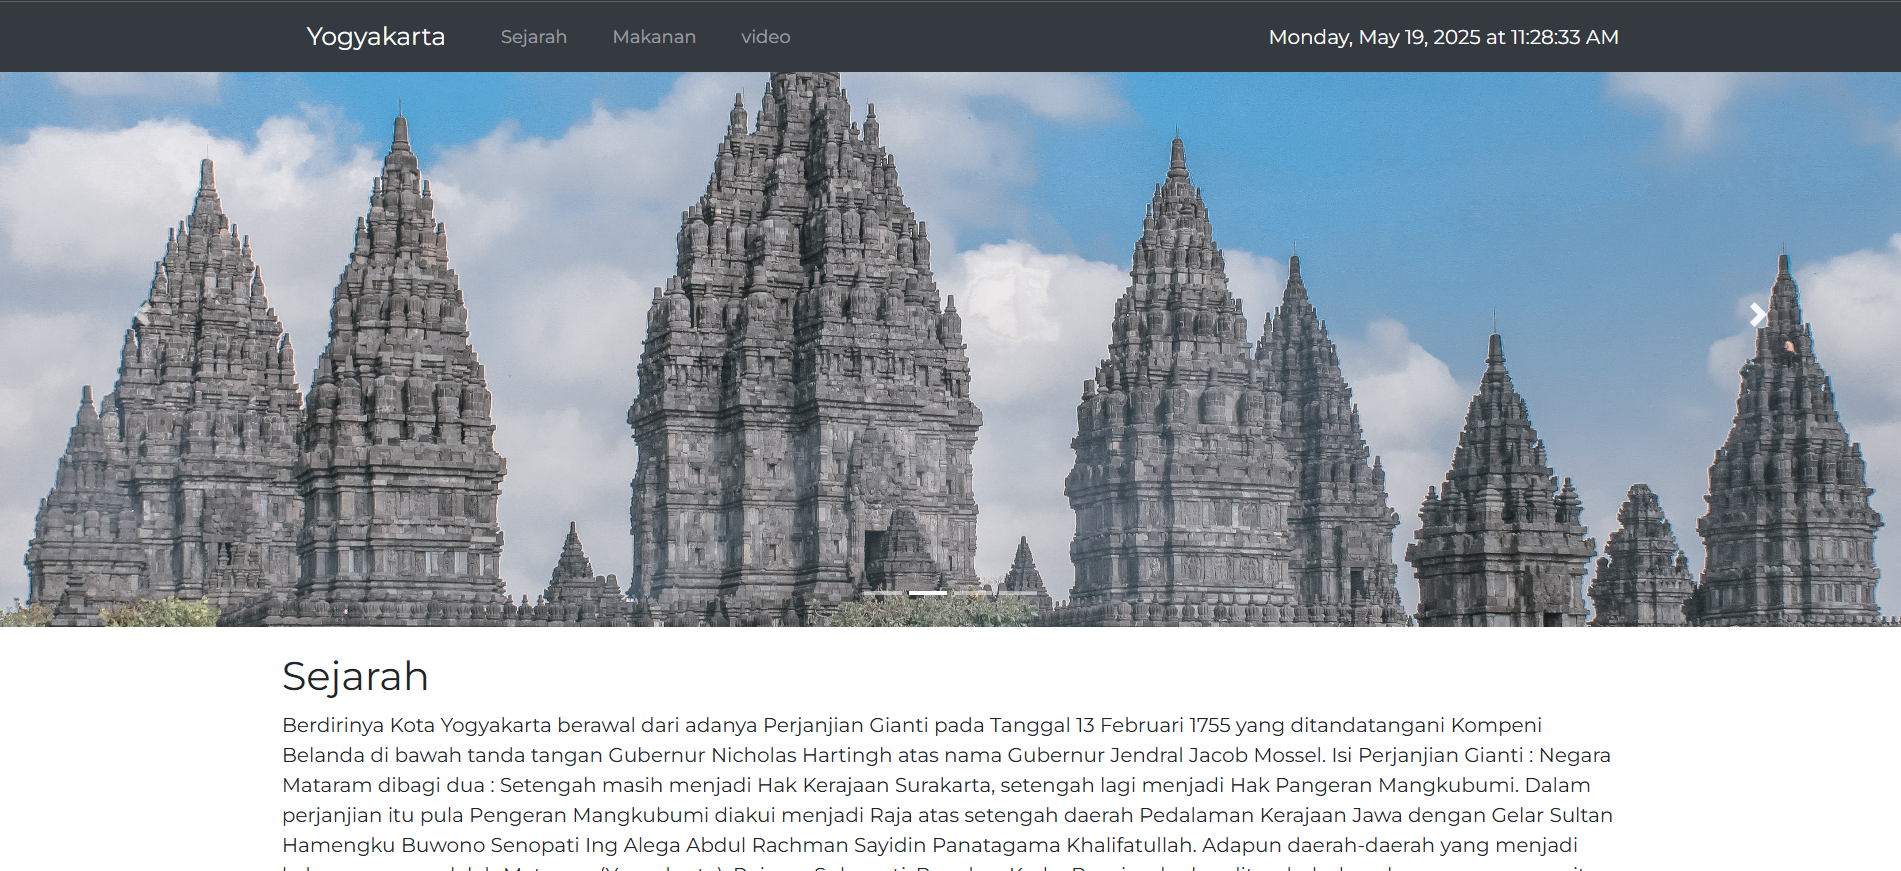 Yogyakarta Sejarah Makanan video Monday, May 19, 2025 at 11:28:33 AM
Sejarah
Berdirinya Kota Yogyakarta berawal dari adanya Perjanjian Gianti pada Tanggal 13 Februari 1755 yang ditandatangani Kompeni
Belanda di bawah tanda tangan Gubernur Nicholas Hartingh atas nama Gubernur Jendral Jacob Mossel. Isi Perjanjian Gianti : Negara
Mataram dibagi dua : Setengah masih menjadi Hak Kerajaan Surakarta, setengah lagi menjadi Hak Pangeran Mangkubumi. Dalam
perjanjian itu pula Pengeran Mangkubumi diakui menjadi Raja atas setengah daerah Pedalaman Kerajaan Jawa dengan Gelar Sultan
Hamengku Buwono Senopati Ing Alega Abdul Rachman Sayidin Panatagama Khalifatullah. Adapun daerah-daerah yang menjadi